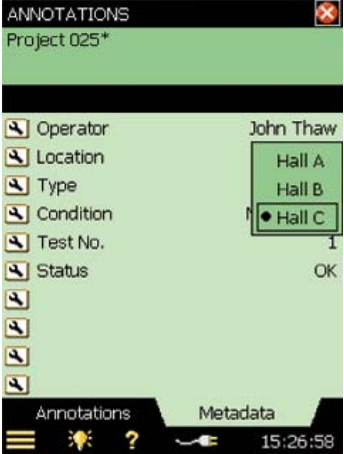 ANNOTATIONS
Project 025*
Operator John Thaw
Location
Hall A
Type
Hall B
Condition
Hall C
Test No. 1
Status OK
Annotations Metadata
? 15:26:58